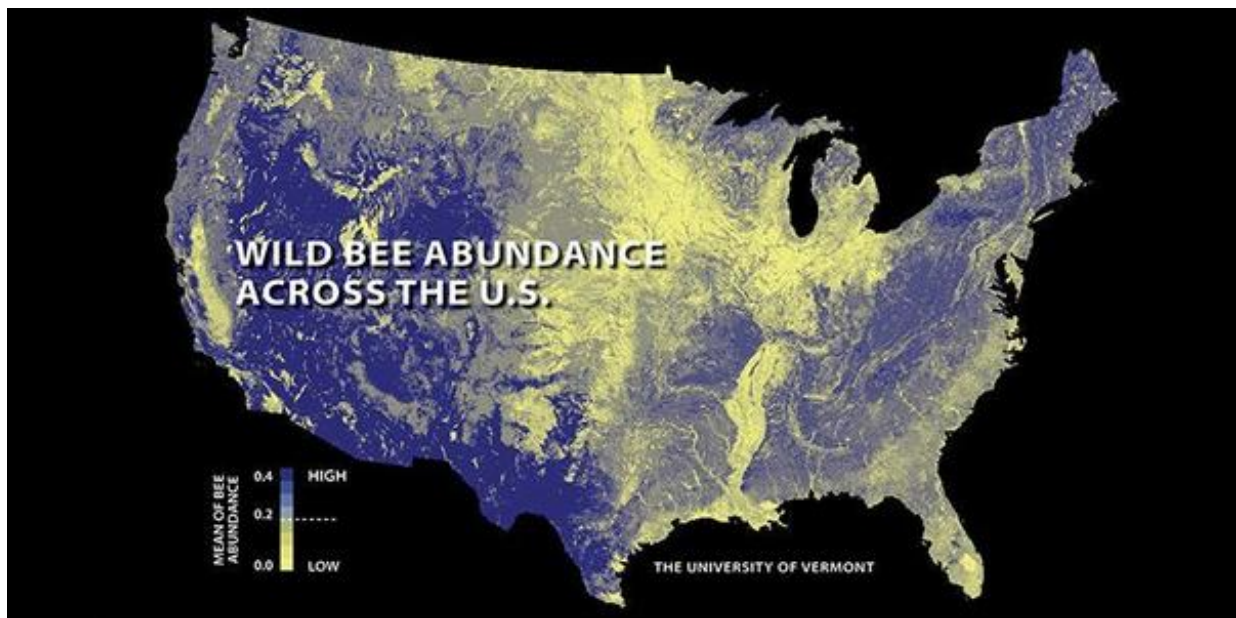 WILD BEE ABUNDANCE
ACROSS THE U.S.
MEAN OF BEE
ABUNDANCE
0.4 HIGH
0.2
0.0 LOW
THE UNIVERSITY OF VERMONT